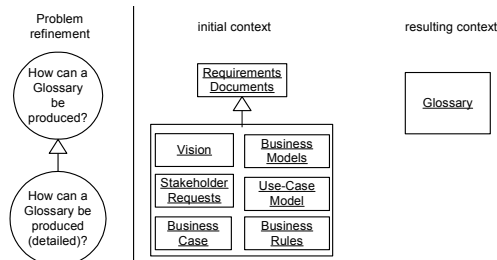 Problem
refinement
initial context
resulting context
How can a
Glossary
be
produced?
How can a
Glossary be
produced
(detailed)?
Requirements
Documents
Vision
Business
Models
Stakeholder
Requests
Use-Case
Model
Business
Case
Business
Rules
Glossary